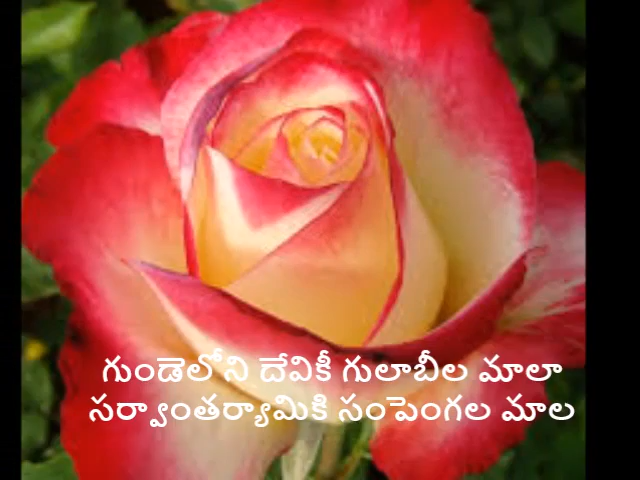 గుండెలోని దేవికీ గులాబీల మాలా
సర్వాంతర్యామికి సంపెంగల మాల